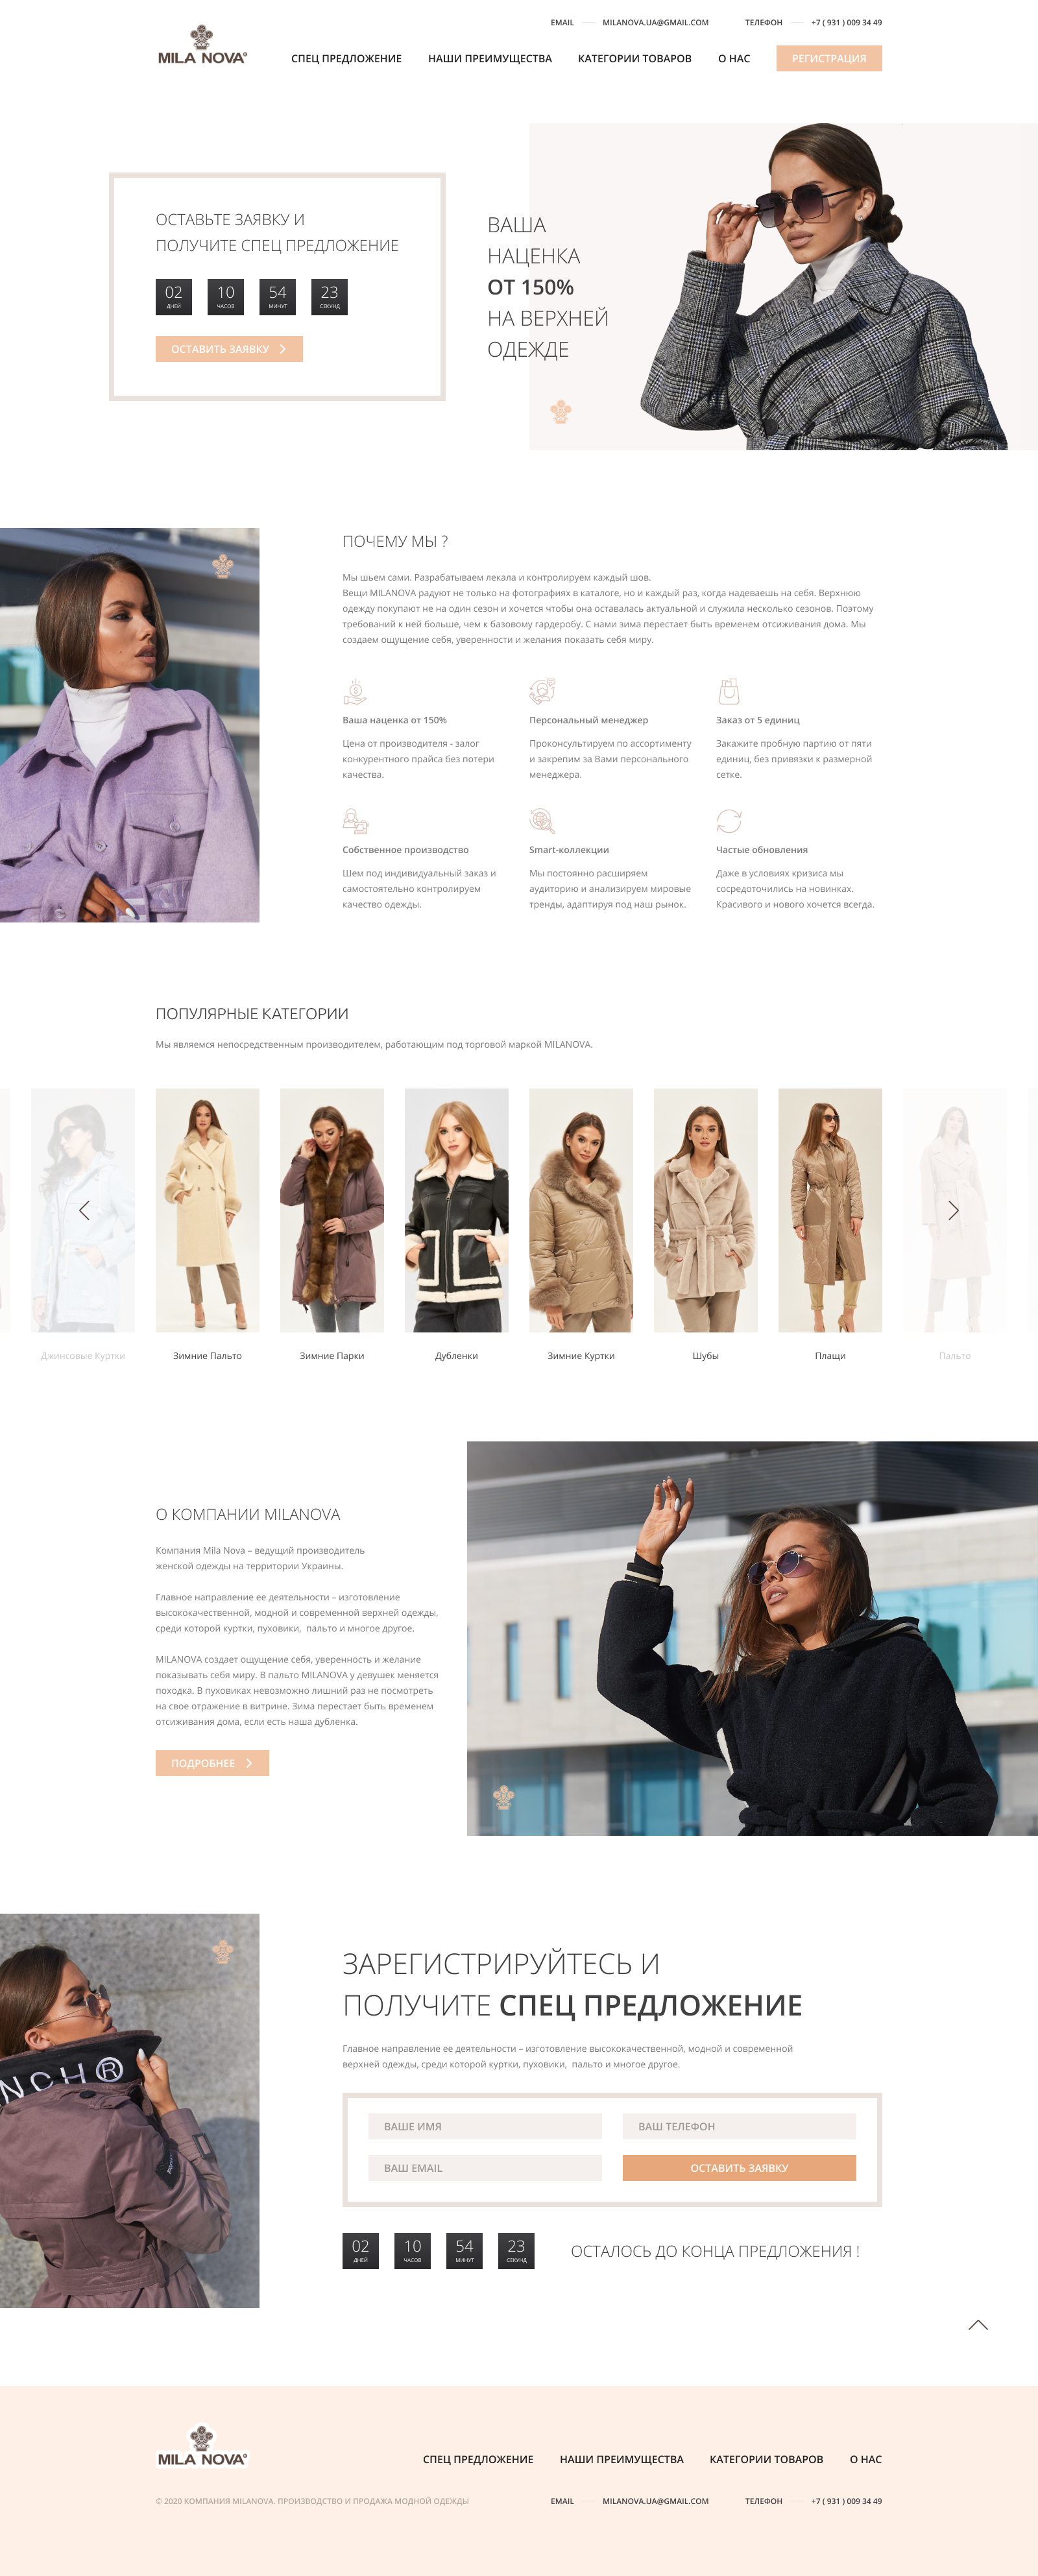 EMAIL MILANOVA.UA@GMAIL.COM ТЕЛЕФОН +7 ( 931 ) 009 34 49
MILA NOVA®
СПЕЦ ПРЕДЛОЖЕНИЕ НАШИ ПРЕИМУЩЕСТВА КАТЕГОРИИ ТОВАРОВ О НАС РЕГИСТРАЦИЯ
ОСТАВЬТЕ ЗАЯВКУ И
ПОЛУЧИТЕ СПЕЦ ПРЕДЛОЖЕНИЕ
02 10 54 23
ДНЕЙ ЧАСОВ МИНУТ СЕКУНД
ОСТАВИТЬ ЗАЯВКУ
ВАША
НАЦЕНКА
ОТ 150%
НА ВЕРХНЕЙ
ОДЕЖДЕ
ПОЧЕМУ МЫ ?
Мы шьем сами. Разрабатываем лекала и контролируем каждый шов.
Вещи MILANOVA радуют не только на фотографиях в каталоге, но и каждый раз, когда надеваешь на себя. Верхнюю
одежду покупают не на один сезон и хочется чтобы она оставалась актуальной и служила несколько сезонов. Поэтому
требований к ней больше, чем к базовому гардеробу. С нами зима перестает быть временем отсиживания дома. Мы
создаем ощущение себя, уверенности и желания показать себя миру.
Ваша наценка от 150%
Цена от производителя - залог
конкурентного прайса без потери
качества.
Персональный менеджер
Проконсультируем по ассортименту
и закрепим за Вами персонального
менеджера.
Заказ от 5 единиц
Закажите пробную партию от пяти
единиц, без привязки к размерной
сетке.
Собственное производство
Шем под индивидуальный заказ и
самостоятельно контролируем
качество одежды.
Smart-коллекции
Мы постоянно расширяем
аудиторию и анализируем мировые
тренды, адаптируя под наш рынок.
Частые обновления
Даже в условиях кризиса мы
сосредоточились на новинках.
Красивого и нового хочется всегда.
ПОПУЛЯРНЫЕ КАТЕГОРИИ
Мы являемся непосредственным производителем, работающим под торговой маркой MILANOVA.
Джинсовые Куртки Зимние Пальто Зимние Парки Дубленки Зимние Куртки Шубы Плащи Пальто
О КОМПАНИИ MILANOVA
Компания Mila Nova – ведущий производитель
женской одежды на территории Украины.
Главное направление ее деятельности – изготовление
высококачественной, модной и современной верхней одежды,
среди которой куртки, пуховики, пальто и многое другое.
MILANOVA создает ощущение себя, уверенность и желание
показывать себя миру. В пальто MILANOVA у девушек меняется
походка. В пуховиках невозможно лишний раз не посмотреть
на свое отражение в витрине. Зима перестает быть временем
отсиживания дома, если есть наша дубленка.
ПОДРОБНЕЕ
NCH®
ЗАРЕГИСТРИРУЙТЕСЬ И
ПОЛУЧИТЕ СПЕЦ ПРЕДЛОЖЕНИЕ
Главное направление ее деятельности – изготовление высококачественной, модной и современной
верхней одежды, среди которой куртки, пуховики, пальто и многое другое.
ВАШЕ ИМЯ ВАШ ТЕЛЕФОН
ВАШ EMAIL ОСТАВИТЬ ЗАЯВКУ
02 10 54 23
ДНЕЙ ЧАСОВ МИНУТ СЕКУНД
ОСТАЛОСЬ ДО КОНЦА ПРЕДЛОЖЕНИЯ !
MILA NOVA®
СПЕЦ ПРЕДЛОЖЕНИЕ НАШИ ПРЕИМУЩЕСТВА КАТЕГОРИИ ТОВАРОВ О НАС
© 2020 КОМПАНИЯ MILANOVA. ПРОИЗВОДСТВО И ПРОДАЖА МОДНОЙ ОДЕЖДЫ EMAIL MILANOVA.UA@GMAIL.COM ТЕЛЕФОН +7 ( 931 ) 009 34 49